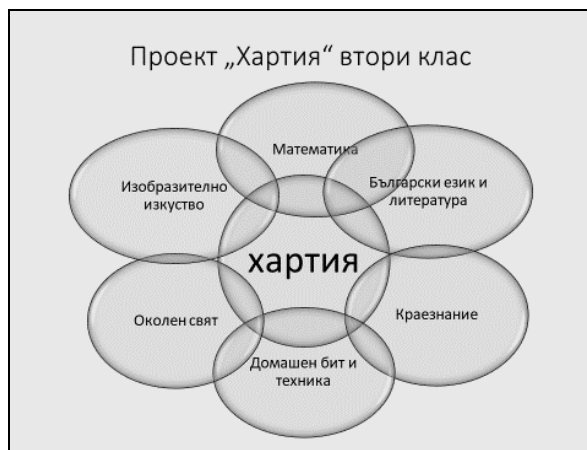 Проект „Хартия“ втори клас
Математика
Изобразително
изкуство
Български език и
литература
хартия
Околен свят
Краезнание
Домашен бит и
техника